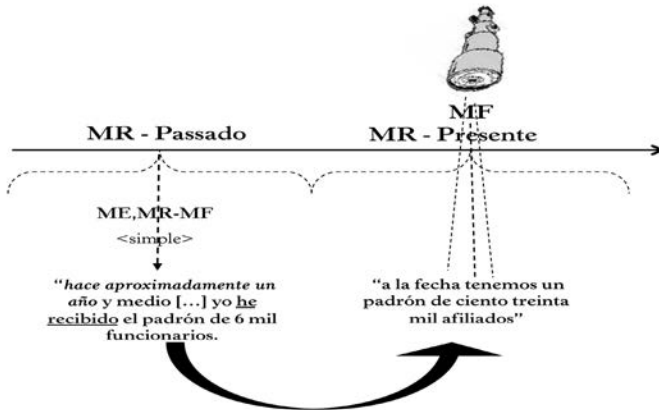 MF
MR - Passado
MR - Presente
ME,MR-MF
<simple>
“hace aproximadamente un
año y medio [...] yo he
recibido el padrón de 6 mil
funcionarios.
“a la fecha tenemos un
padrón de ciento treinta
mil afiliados”